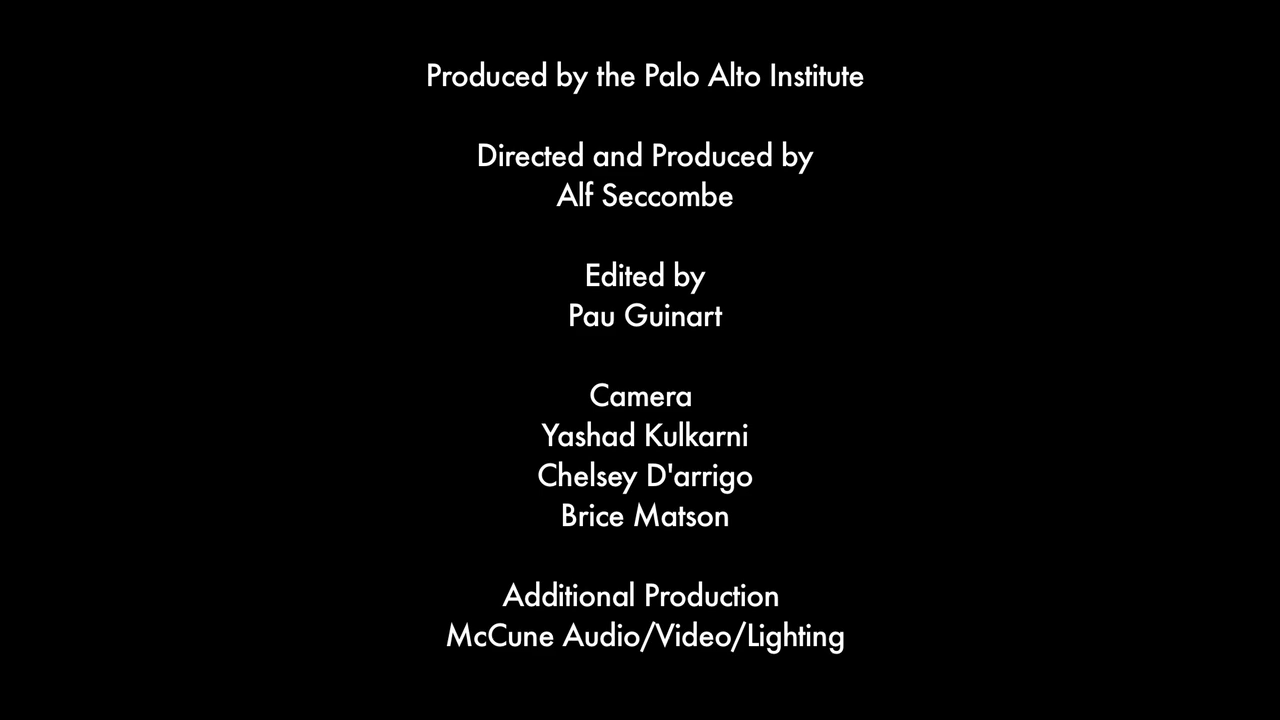 Produced by the Palo Alto Institute
Directed and Produced by
Alf Seccombe
Edited by
Pau Guinart
Camera
Yashad Kulkarni
Chelsey D'arrigo
Brice Matson
Additional Production
McCune Audio/Video/Lighting